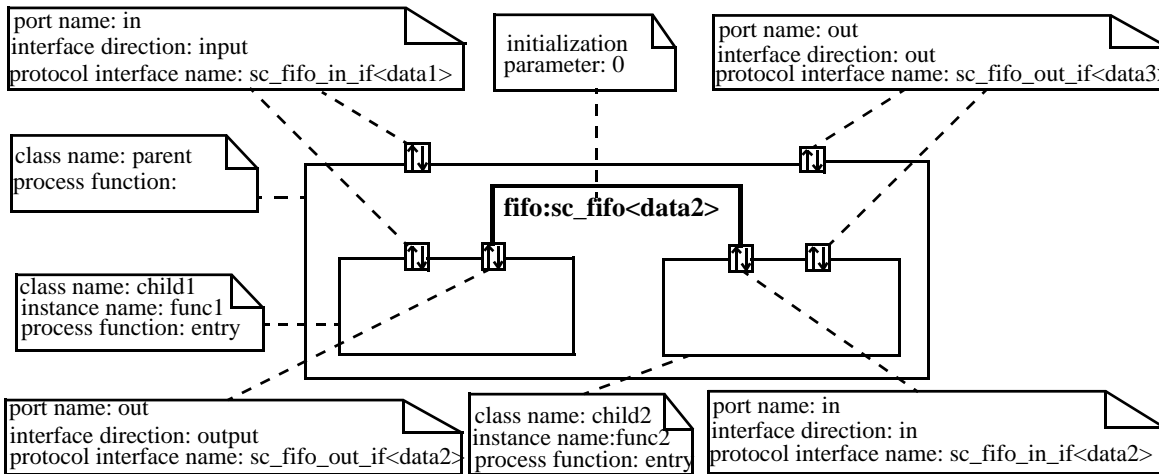 port name: in
interface direction: input
protocol interface name: sc_fifo_in_if<data1>
initialization
parameter: 0
port name: out
interface direction: out
protocol interface name: sc_fifo_out_if<data3>
class name: parent
process function:
fifo:sc_fifo<data2>
class name: child1
instance name: func1
process function: entry
port name: out
interface direction: output
protocol interface name: sc_fifo_out_if<data2>
class name: child2
instance name:func2
process function: entry
port name: in
interface direction: in
protocol interface name: sc_fifo_in_if<data2>